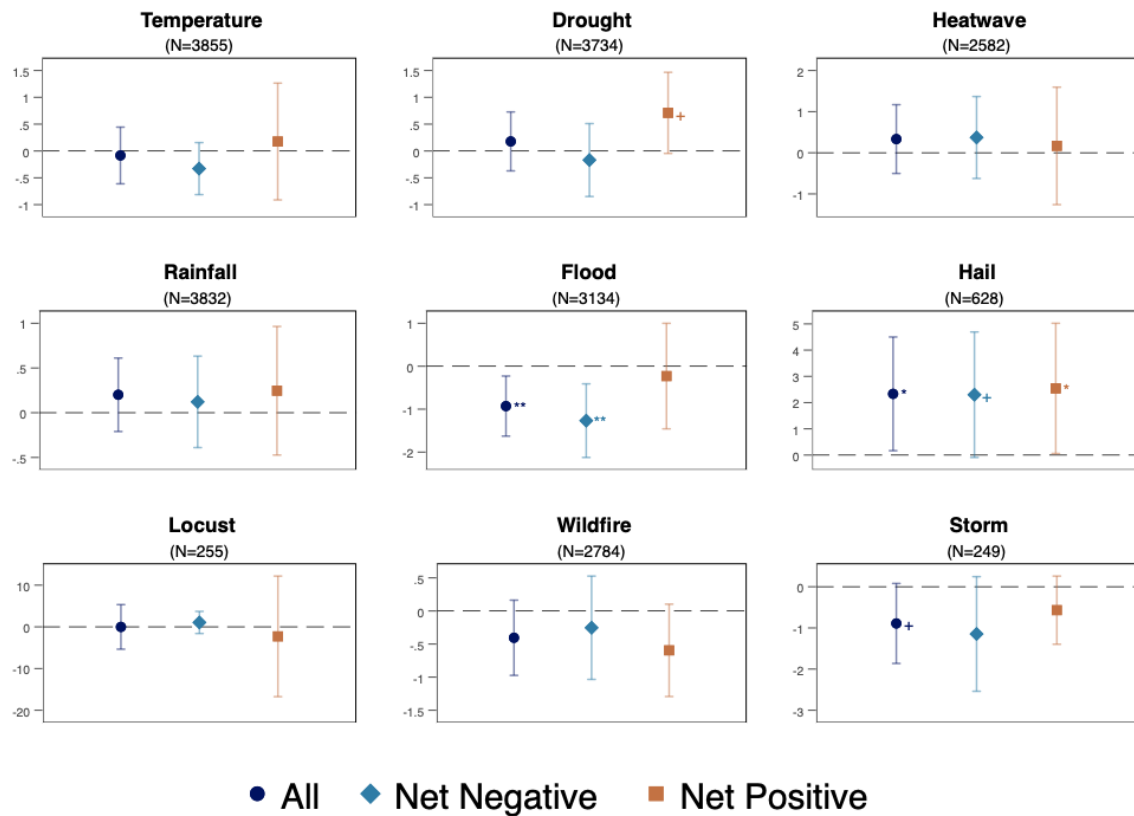 Temperature Drought Heatwave
(N=3855) (N=3734) (N=2582)
1.5 1.5 2
1 1 1
.5 .5 0
0 0 -1
-.5 -.5
-1 -1
Rainfall Flood Hail
(N=3832) (N=3134) (N=628)
1 1 5
.5 0 4
0 -1 3
-.5 -2 2
1
0
+
** **
* + *
Locust Wildfire Storm
(N=255) (N=2784) (N=249)
10 .5 0
0 0 -1
-10 -.5 -2
-20 -1 -3
-1.5
+
All Net Negative Net Positive